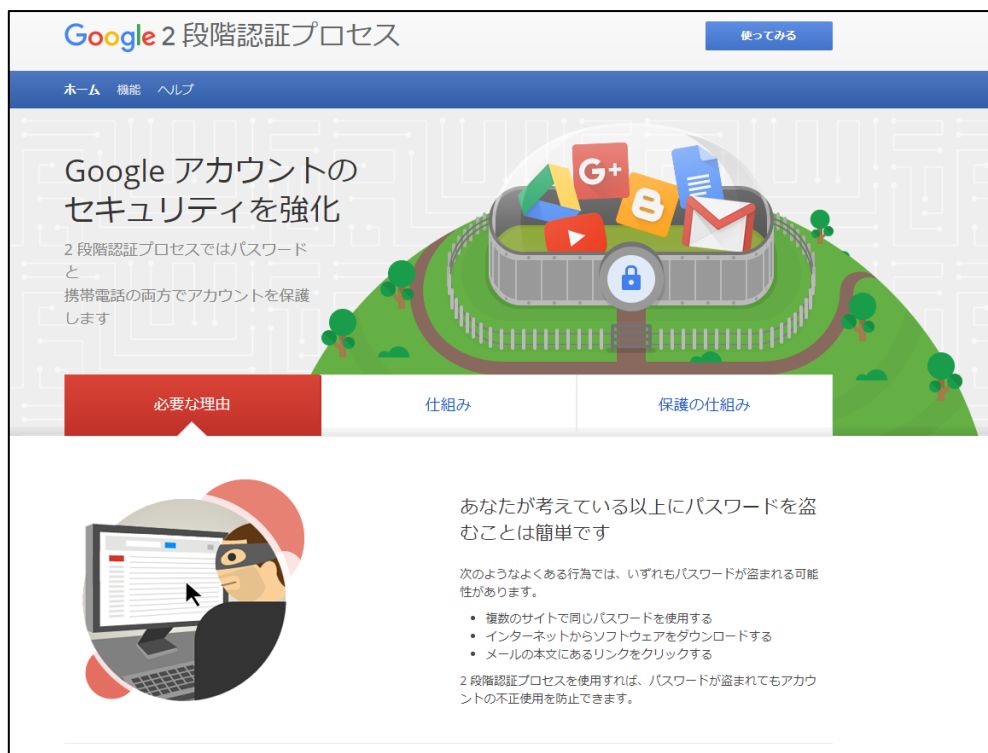 Google 2 段階認証プロセス
使ってみる
ホーム 機能 ヘルプ
Google アカウントの
セキュリティを強化
2 段階認証プロセスではパスワード
と
携帯電話の両方でアカウントを保護
します
G+
必要な理由
仕組み
保護の仕組み
あなたが考えている以上にパスワードを盗
むことは簡単です
次のようなよくある行為では、いずれもパスワードが盗まれる可能
性があります。
• 複数のサイトで同じパスワードを使用する
• インターネットからソフトウェアをダウンロードする
• メールの本文にあるリンクをクリックする
2 段階認証プロセスを使用すれば、パスワードが盗まれてもアカウ
ントの不正使用を防止できます。